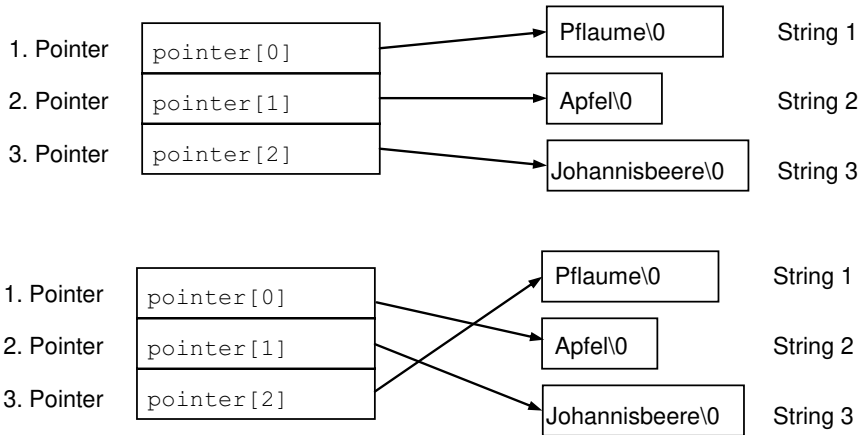 1. Pointer pointer[0] Pflaume\0 String 1
2. Pointer pointer[1] Apfel\0 String 2
3. Pointer pointer[2] Johannisbeere\0 String 3
1. Pointer pointer[0] Pflaume\0 String 1
2. Pointer pointer[1] Apfel\0 String 2
3. Pointer pointer[2] Johannisbeere\0 String 3